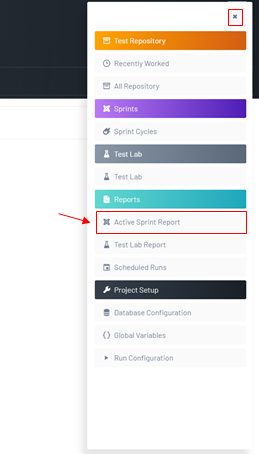 Test Repository
Recently Worked
All Repository
Sprints
Sprint Cycles
Test Lab
Test Lab
Reports
Active Sprint Report
Test Lab Report
Scheduled Runs
Project Setup
Database Configuration
Global Variables
Run Configuration